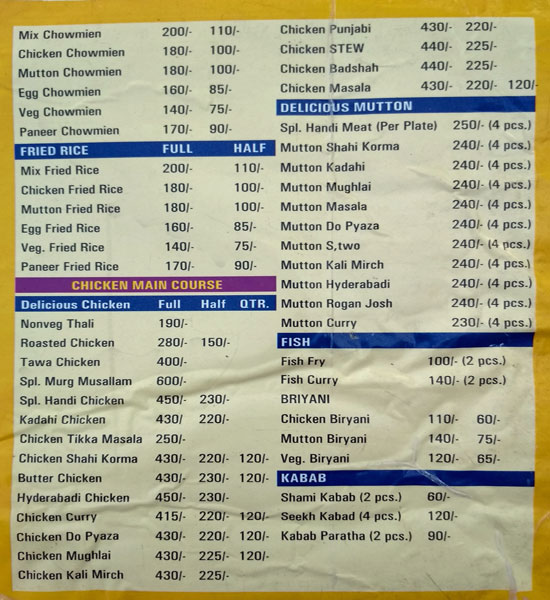 Mix Chowmien 200/- 110/-
Chicken Chowmien 180/- 100/-
Mutton Chowmien 180/- 100/-
Egg Chowmien 160/- 85/-
Veg Chowmien 140/- 75/-
Paneer Chowmien 170/- 90/-
FRIED RICE FULL HALF
Mix Fried Rice 200/- 110/-
Chicken Fried Rice 180/- 100/-
Mutton Fried Rice 180/- 100/-
Egg Fried Rice 160/- 85/-
Veg. Fried Rice 140/- 75/-
Paneer Fried Rice 170/- 90/-
CHICKEN MAIN COURSE
Delicious Chicken Full Half QTR.
Nonveg Thali 190/-
Roasted Chicken 280/- 150/-
Tawa Chicken 400/-
Spl. Murg Musallam 600/-
Spl. Handi Chicken 450/- 230/-
Kadahi Chicken 430/ 220/-
Chicken Tikka Masala 250/-
Chicken Shahi Korma 430/- 220/- 120/-
Butter Chicken 430/- 230/- 120/-
Hyderabadi Chicken 450/- 230/-
Chicken Curry 415/- 220/- 120/-
Chicken Do Pyaza 430/- 220/- 120/-
Chicken Mughlai 430/- 225/- 120/-
Chicken Kali Mirch 430/- 225/-
Chicken Punjabi 430/- 220/-
Chicken STEW 440/- 225/-
Chicken Badshah 440/- 225/-
Chicken Masala 430/- 220/- 120/-
DELICIOUS MUTTON
Spl. Handi Meat (Per Plate) 250/- (4 pcs.)
Mutton Shahi Korma 240/- (4 pcs.)
Mutton Kadahi 240/- (4 pcs.)
Mutton Mughlai 240/- (4 pcs.)
Mutton Masala 240/- (4 pcs.)
Mutton Do Pyaza 240/- (4 pcs.)
Mutton S,two 240/- (4 pcs.)
Mutton Kali Mirch 240/- (4 pcs.)
Mutton Hyderabadi 240/- (4 pcs.)
Mutton Rogan Josh 240/- (4 pcs.)
Mutton Curry 230/- (4 pcs.)
FISH
Fish Fry 100/- (2 pcs.)
Fish Curry 140/- (2 pcs.)
BRIYANI
Chicken Biryani 110/- 60/-
Mutton Biryani 140/- 75/-
Veg. Biryani 120/- 65/-
KABAB
Shami Kabab (2 pcs.) 60/-
Seekh Kabad (4 pcs.) 120/-
Kabab Paratha (2 pcs.) 90/-